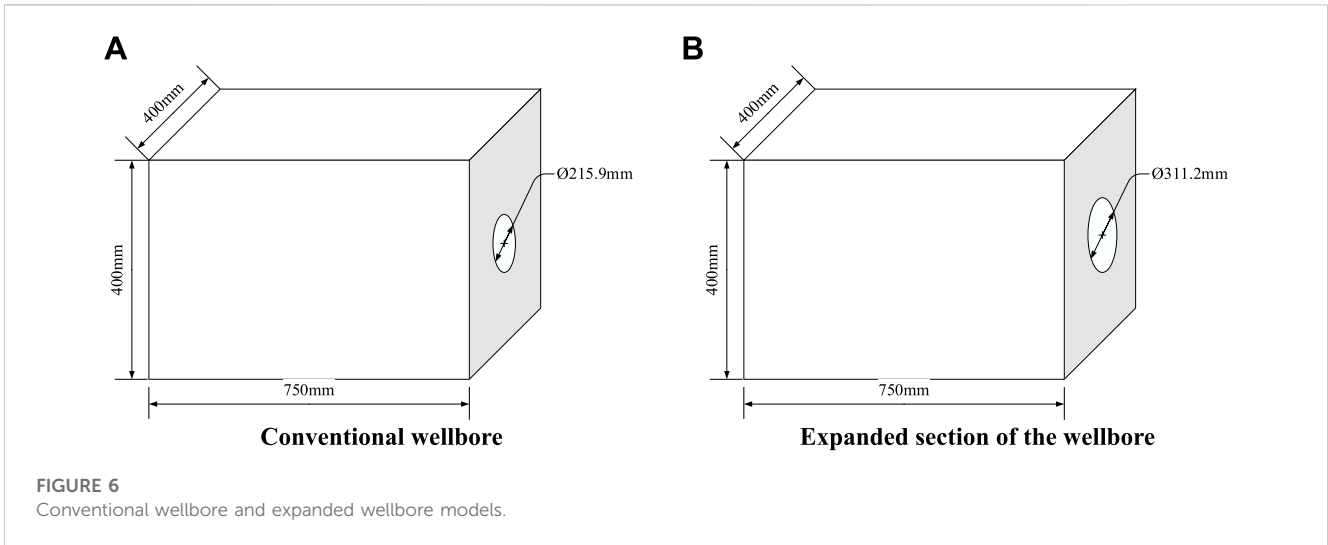 A
400mm
400mm
Ø215.9mm
750mm
Conventional wellbore
B
400mm
400mm
Ø311.2mm
750mm
Expanded section of the wellbore
FIGURE 6
Conventional wellbore and expanded wellbore models.